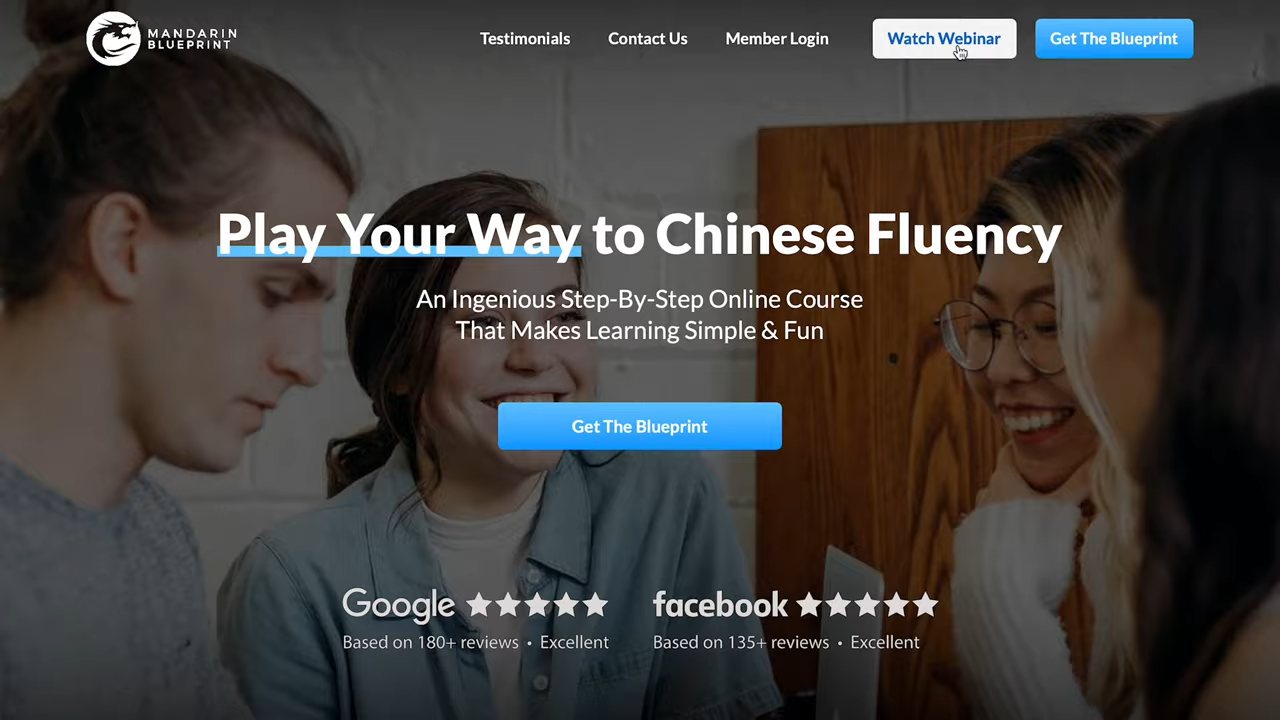 MANDARIN
BLUEPRINT
Testimonials
Contact Us
Member Login
Watch Webinar
Get The Blueprint
Play Your Way to Chinese Fluency
An Ingenious Step-By-Step Online Course
That Makes Learning Simple & Fun
Get The Blueprint
Google
Based on 180+ reviews • Excellent
facebook
Based on 135+ reviews • Excellent